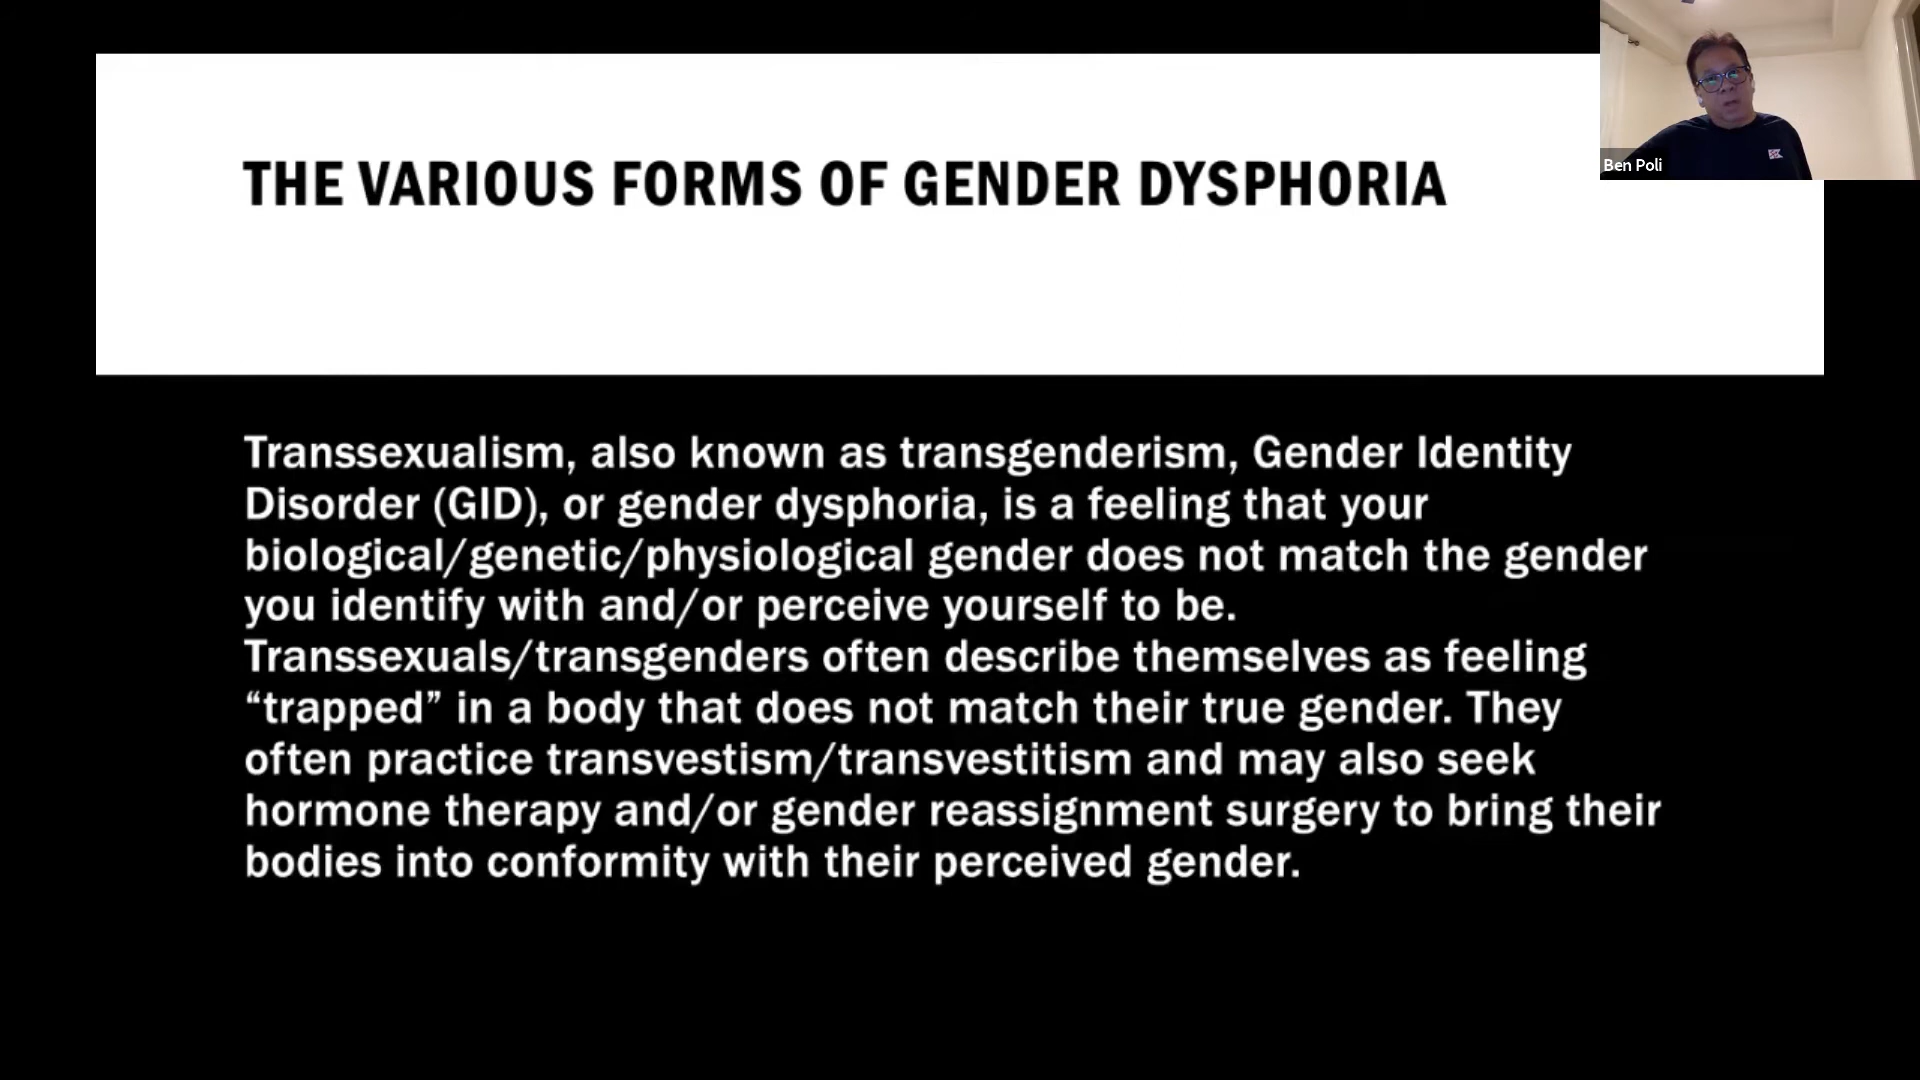 THE VARIOUS FORMS OF GENDER DYSPHORIA
Ben Poli
Transsexualism, also known as transgenderism, Gender Identity
Disorder (GID), or gender dysphoria, is a feeling that your
biological/genetic/physiological gender does not match the gender
you identify with and/or perceive yourself to be.
Transsexuals/transgenders often describe themselves as feeling
“trapped” in a body that does not match their true gender. They
often practice transvestism/transvestitism and may also seek
hormone therapy and/or gender reassignment surgery to bring their
bodies into conformity with their perceived gender.